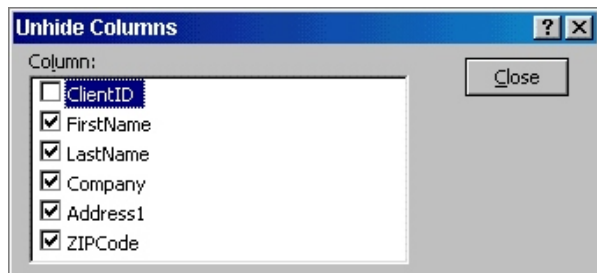 Unhide Columns
Column:
Close
ClientID
FirstName
LastName
Company
Address1
ZIPCode